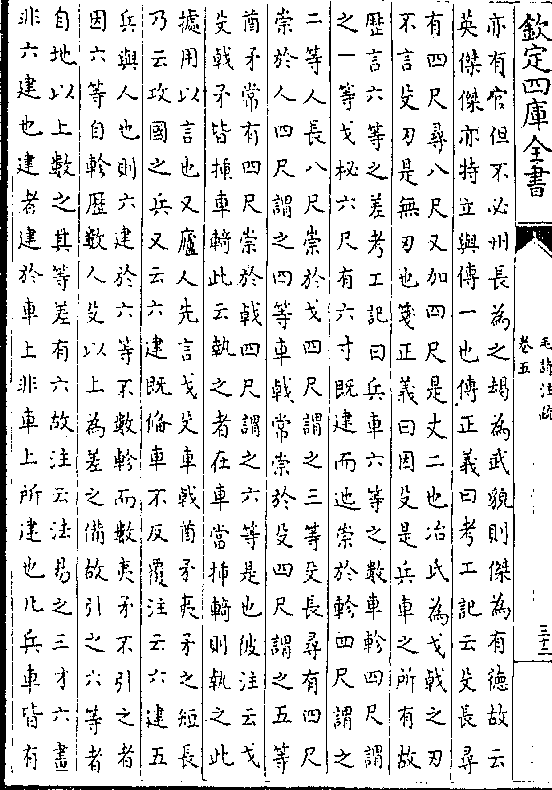 欽定四庫全書
毛詩注疏
卷五
三十二
亦有官但不必州長為之朅為武貌則傑為有德故云
英傑傑亦特立與傳一也傳正義曰考工記云殳長尋
有四尺尋八尺又加四尺是丈二也冶氏為戈戟之刃
不言殳刃是無刃也箋正義曰因殳是兵車之所有故
歴言六等之差考工記曰兵車六等之數車軫四尺謂
之一等戈柲六尺有六寸既建而迆崇於軫四尺謂之
二等人長八尺崇於戈四尺謂之三等殳長尋有四尺
崇於人四尺謂之四等車戟常崇於殳四尺謂之五等
酋矛常有四尺崇於戟四尺謂之六等是也彼注云戈
殳戟矛皆揷車輢此云執之者在車當揷輢則執之此
據用以言也又廬人先言戈殳車戟酋矛夷矛之短長
乃云攻國之兵又云六建既僃車不反覆注云六建五
兵與人也則六建於六等不數軫而數夷矛不引之者
因六等自軫歴數人殳以上為差之備故引之六等者
自地以上數之其等差有六故注云法易之三才六畫
非六建也建者建於車上非車上所建也凡兵車皆有